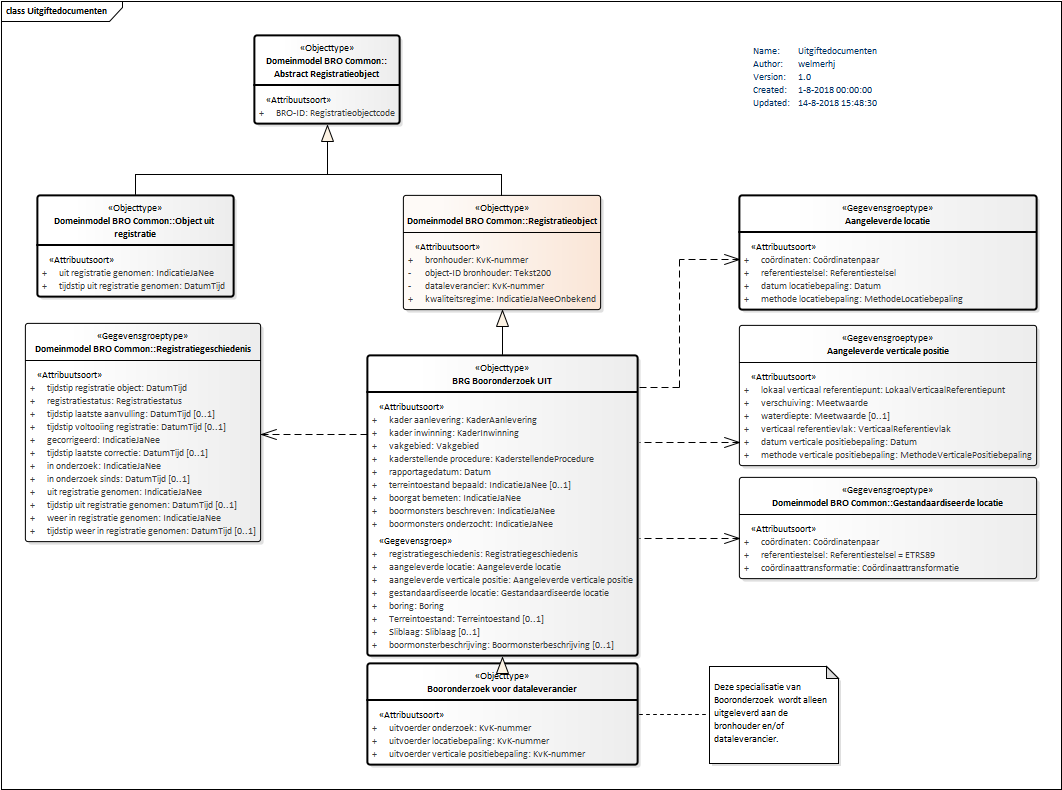 class Uitgiftedocumenten
«Objecttype»
Domeinmodel BRO Common::
Abstract Registratieobject
«Attribuutsoort»
+ BRO-ID: Registratieobjectcode
Name: Uitgiftedocumenten
Author: welmerhj
Version: 1.0
Created: 1-8-2018 00:00:00
Updated: 14-8-2018 15:48:30
«Objecttype»
Domeinmodel BRO Common::Object uit
registratie
«Attribuutsoort»
+ uit registratie genomen: IndicatieJaNee
+ tijdstip uit registratie genomen: DatumTijd
«Objecttype»
Domeinmodel BRO Common::Registratieobject
«Attribuutsoort»
+ bronhouder: KvK-nummer
- object-ID bronhouder: Tekst200
- dataleverancier: KvK-nummer
+ kwaliteitsregime: IndicatieJaNeeOnbekend
«Gegevensgroeptype»
Aangeleverde locatie
«Attribuutsoort»
+ coördinaten: Coördinatenpaar
+ referentiestelsel: Referentiestelsel
+ datum locatiebepaling: Datum
+ methode locatiebepaling: MethodeLocatiebepaling
«Gegevensgroeptype»
Domeinmodel BRO Common::Registratiegeschiedenis
«Attribuutsoort»
+ tijdstip registratie object: DatumTijd
+ registratiestatus: Registratiestatus
+ tijdstip laatste aanvulling: DatumTijd [0..1]
+ tijdstip voltooiing registratie: DatumTijd [0..1]
+ gecorrigeerd: IndicatieJaNee
+ tijdstip laatste correctie: DatumTijd [0..1]
+ in onderzoek: IndicatieJaNee
+ in onderzoek sinds: DatumTijd [0..1]
+ uit registratie genomen: IndicatieJaNee
+ tijdstip uit registratie genomen: DatumTijd [0..1]
+ weer in registratie genomen: IndicatieJaNee
+ tijdstip weer in registratie genomen: DatumTijd [0..1]
«Objecttype»
BRG Booronderzoek UIT
«Attribuutsoort»
+ kader aanlevering: KaderAanlevering
+ kader inwinning: KaderInwinning
+ vakgebied: Vakgebied
+ kaderstellende procedure: KaderstellendeProcedure
+ rapportagedatum: Datum
+ terreintoestand bepaald: IndicatieJaNee [0..1]
+ boorgat bemeten: IndicatieJaNee
+ boormonsters beschreven: IndicatieJaNee
+ boormonsters onderzocht: IndicatieJaNee
«Gegevensgroep»
+ registratiegeschiedenis: Registratiegeschiedenis
+ aangeleverde locatie: Aangeleverde locatie
+ aangeleverde verticale positie: Aangeleverde verticale positie
+ gestandaardiseerde locatie: Gestandaardiseerde locatie
+ boring: Boring
+ Terreintoestand: Terreintoestand [0..1]
+ Sliblaag: Sliblaag [0..1]
+ boormonsterbeschrijving: Boormonsterbeschrijving [0..1]
«Gegevensgroeptype»
Aangeleverde verticale positie
«Attribuutsoort»
+ lokaal verticaal referentiepunt: LokaalVerticaalReferentiepunt
+ verschuiving: Meetwaarde
+ waterdiepte: Meetwaarde [0..1]
+ verticaal referentievlak: VerticaalReferentievlak
+ datum verticale positiebepaling: Datum
+ methode verticale positiebepaling: MethodeVerticalePositiebepaling
«Gegevensgroeptype»
Domeinmodel BRO Common::Gestandaardiseerde locatie
«Attribuutsoort»
+ coördinaten: Coördinatenpaar
+ referentiestelsel: Referentiestelsel = ETRS89
+ coördinaattransformatie: Coördinaattransformatie
«Objecttype»
Booronderzoek voor dataleverancier
«Attribuutsoort»
+ uitvoerder onderzoek: KvK-nummer
+ uitvoerder locatiebepaling: KvK-nummer
+ uitvoerder verticale positiebepaling: KvK-nummer
Deze specialisatie van
Booronderzoek wordt alleen
uitgeleverd aan de
bronhouder en/of
dataleverancier.